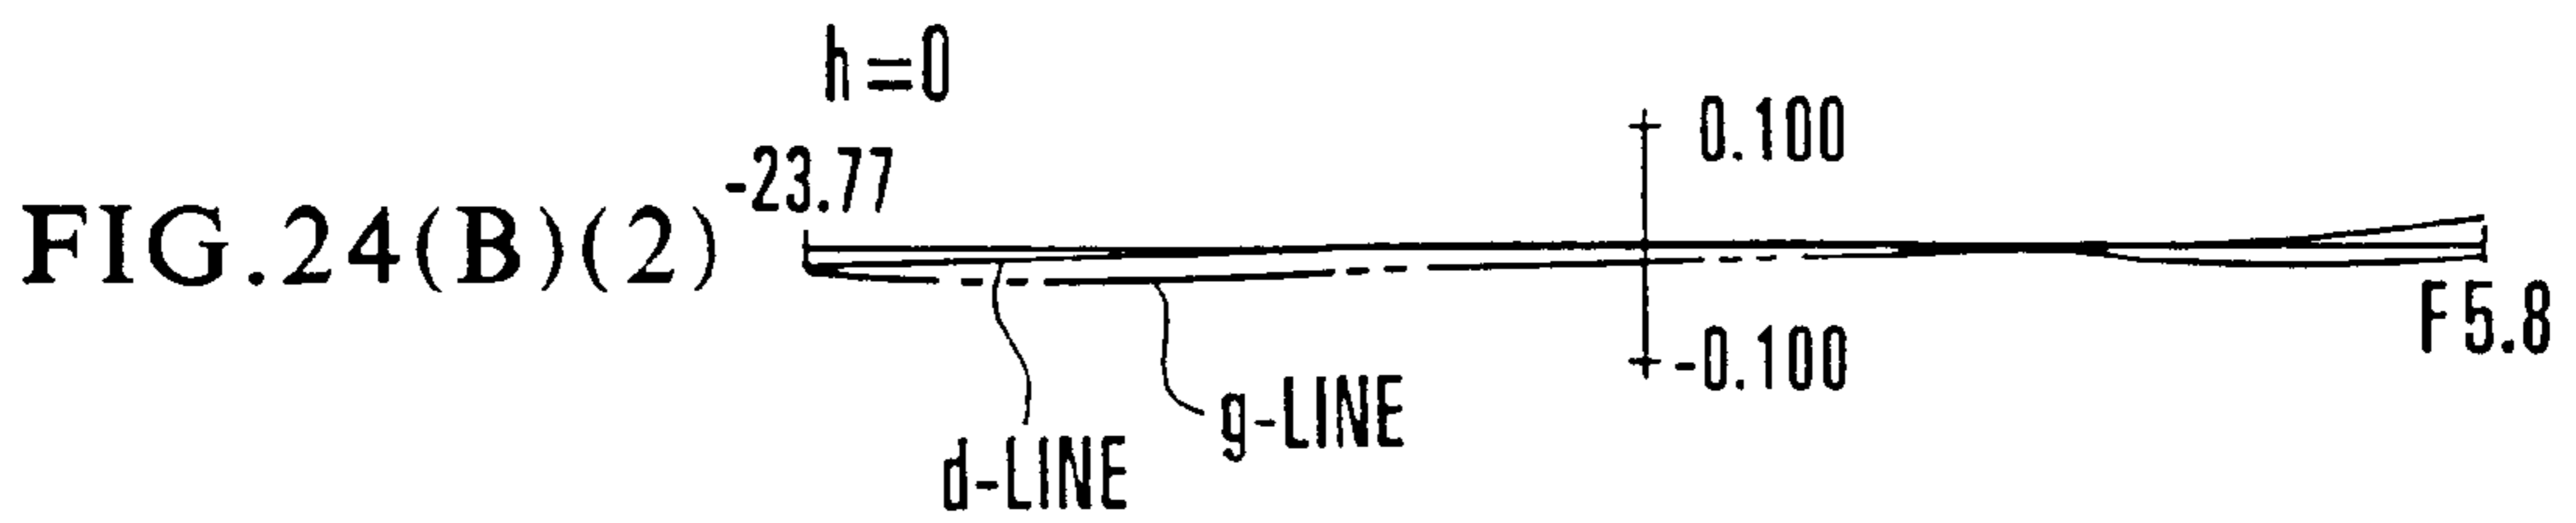 h=0
0.100
-23.77
FIG.24(B)(2)
F5.8
-0.100
g-LINE
d-LINE